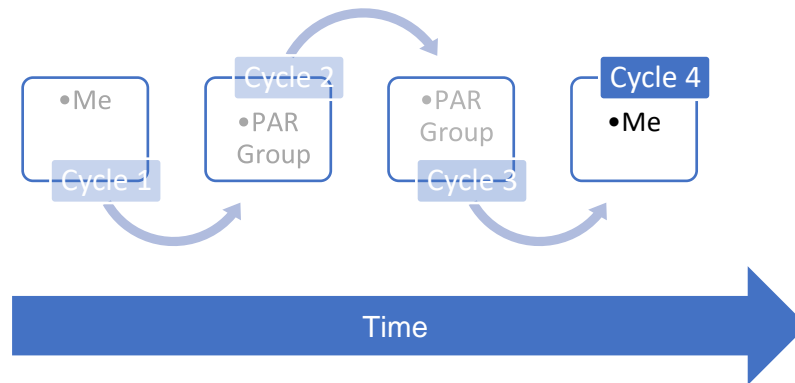 •Me
Cycle 1
Cycle 2
•PAR
Group
•PAR
Group
Cycle 3
Cycle 4
•Me
Time